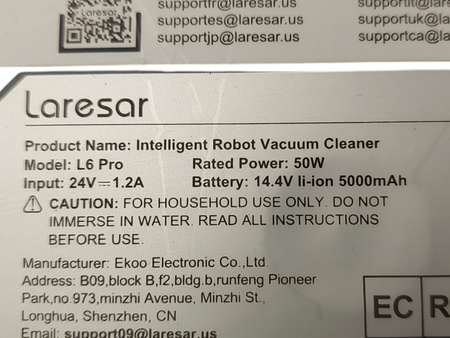 supportfr@laresar.us
supportes@laresar.us
supportuk@l
supportjp@laresar.us
supportca@la
Laresar
Product Name: Intelligent Robot Vacuum Cleaner
Model: L6 Pro Rated Power: 50W
Input: 24V⎓1.2A Battery: 14.4V li-ion 5000mAh
⚠ CAUTION: FOR HOUSEHOLD USE ONLY. DO NOT
IMMERSE IN WATER. READ ALL INSTRUCTIONS
BEFORE USE.
Manufacturer: Ekoo Electronic Co.,Ltd.
Address: B09,block B,f2,bldg.b,runfeng Pioneer
Park,no 973,minzhi Avenue, Minzhi St.,
Longhua, Shenzhen, CN
Email: support09@laresar.us
EC R